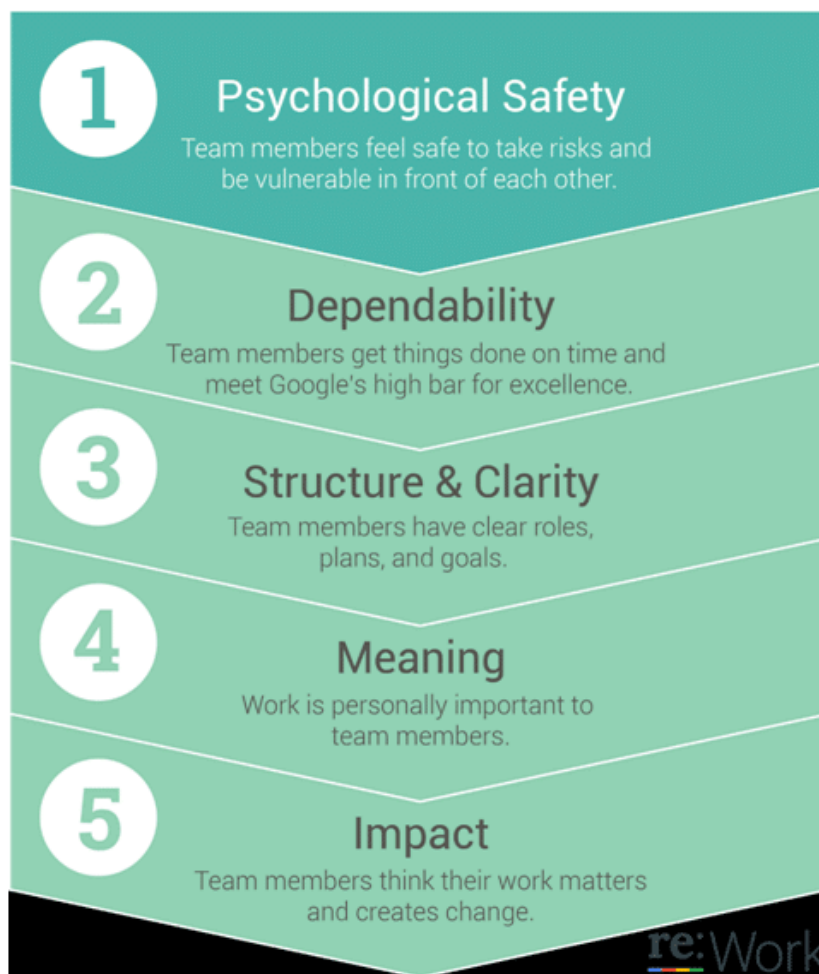 1
Psychological Safety
Team members feel safe to take risks and
be vulnerable in front of each other.
2
Dependability
Team members get things done on time and
meet Google's high bar for excellence.
3
Structure & Clarity
Team members have clear roles,
plans, and goals.
4
Meaning
Work is personally important to
team members.
5
Impact
Team members think their work matters
and creates change.
re:Work